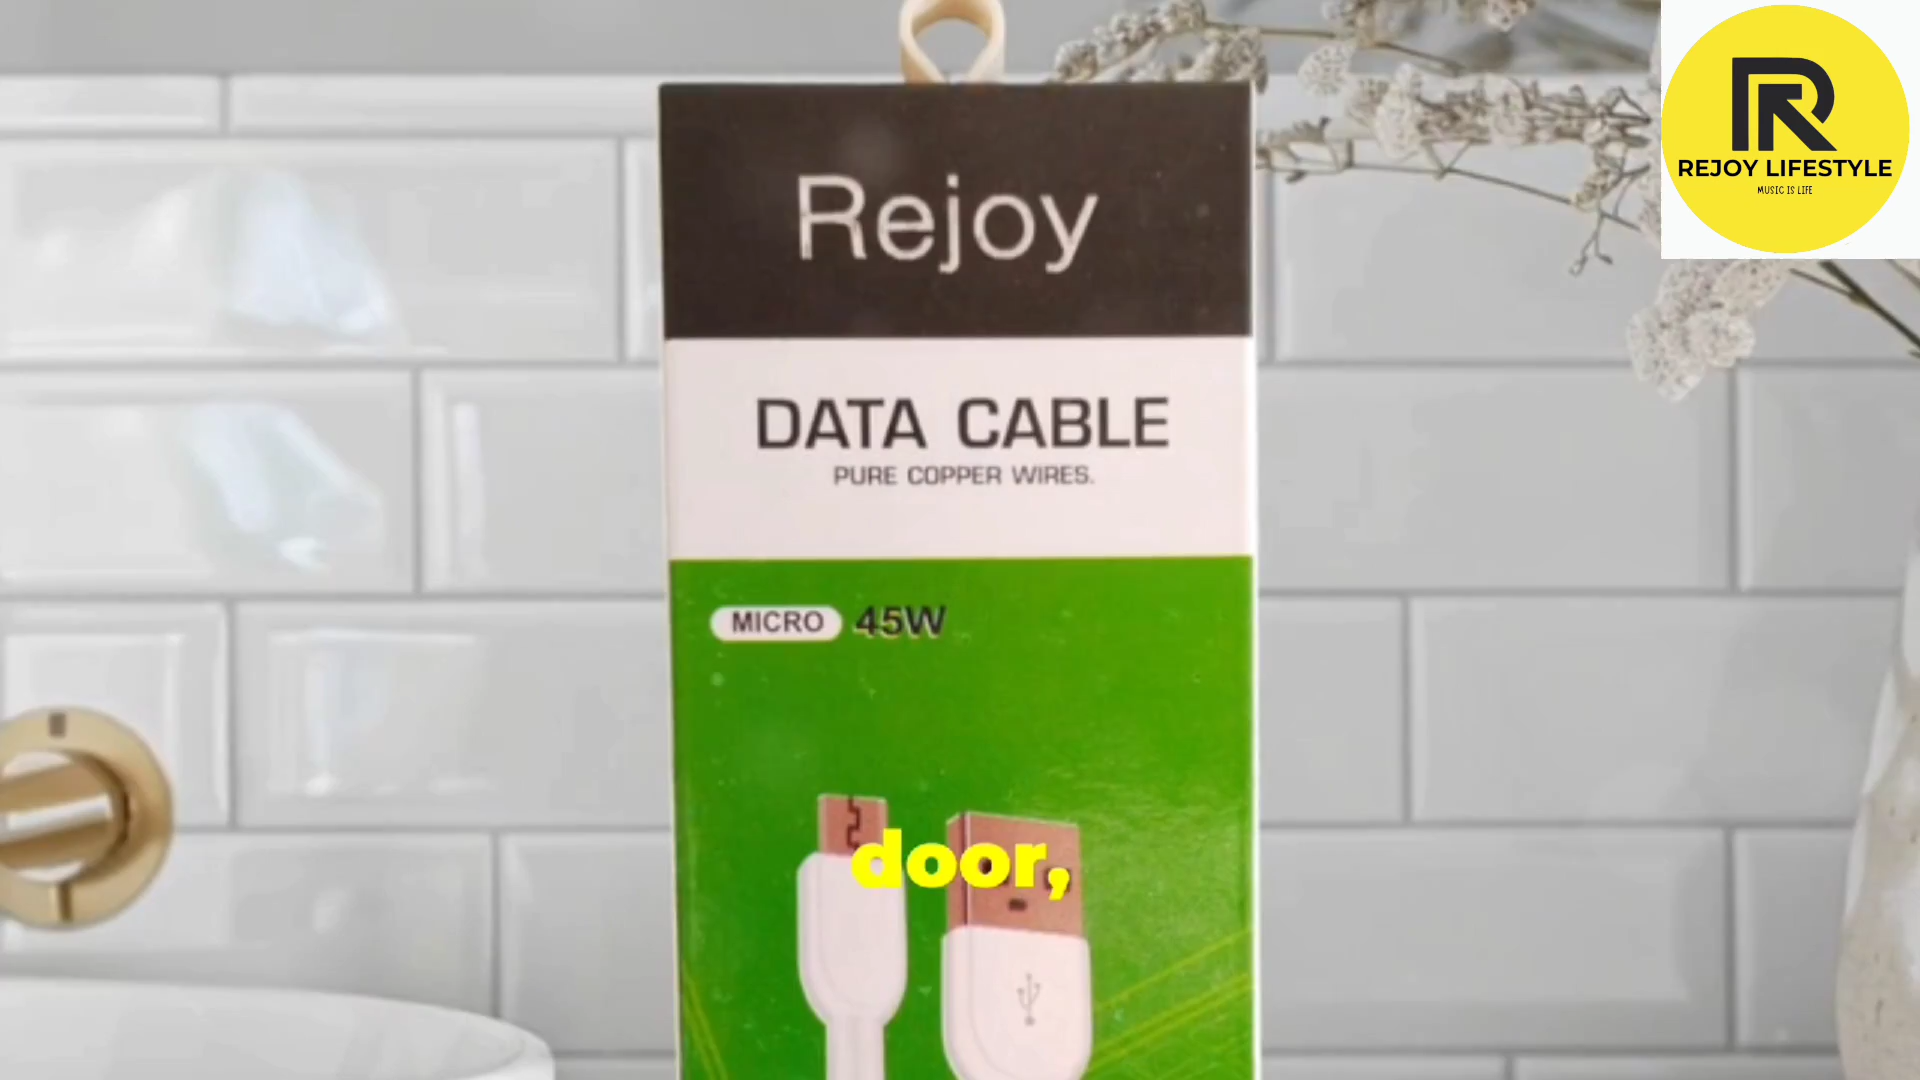 Rejoy
DATA CABLE
PURE COPPER WIRES.
MICRO 45W
door,
REJOY LIFESTYLE
MUSIC IS LIFE